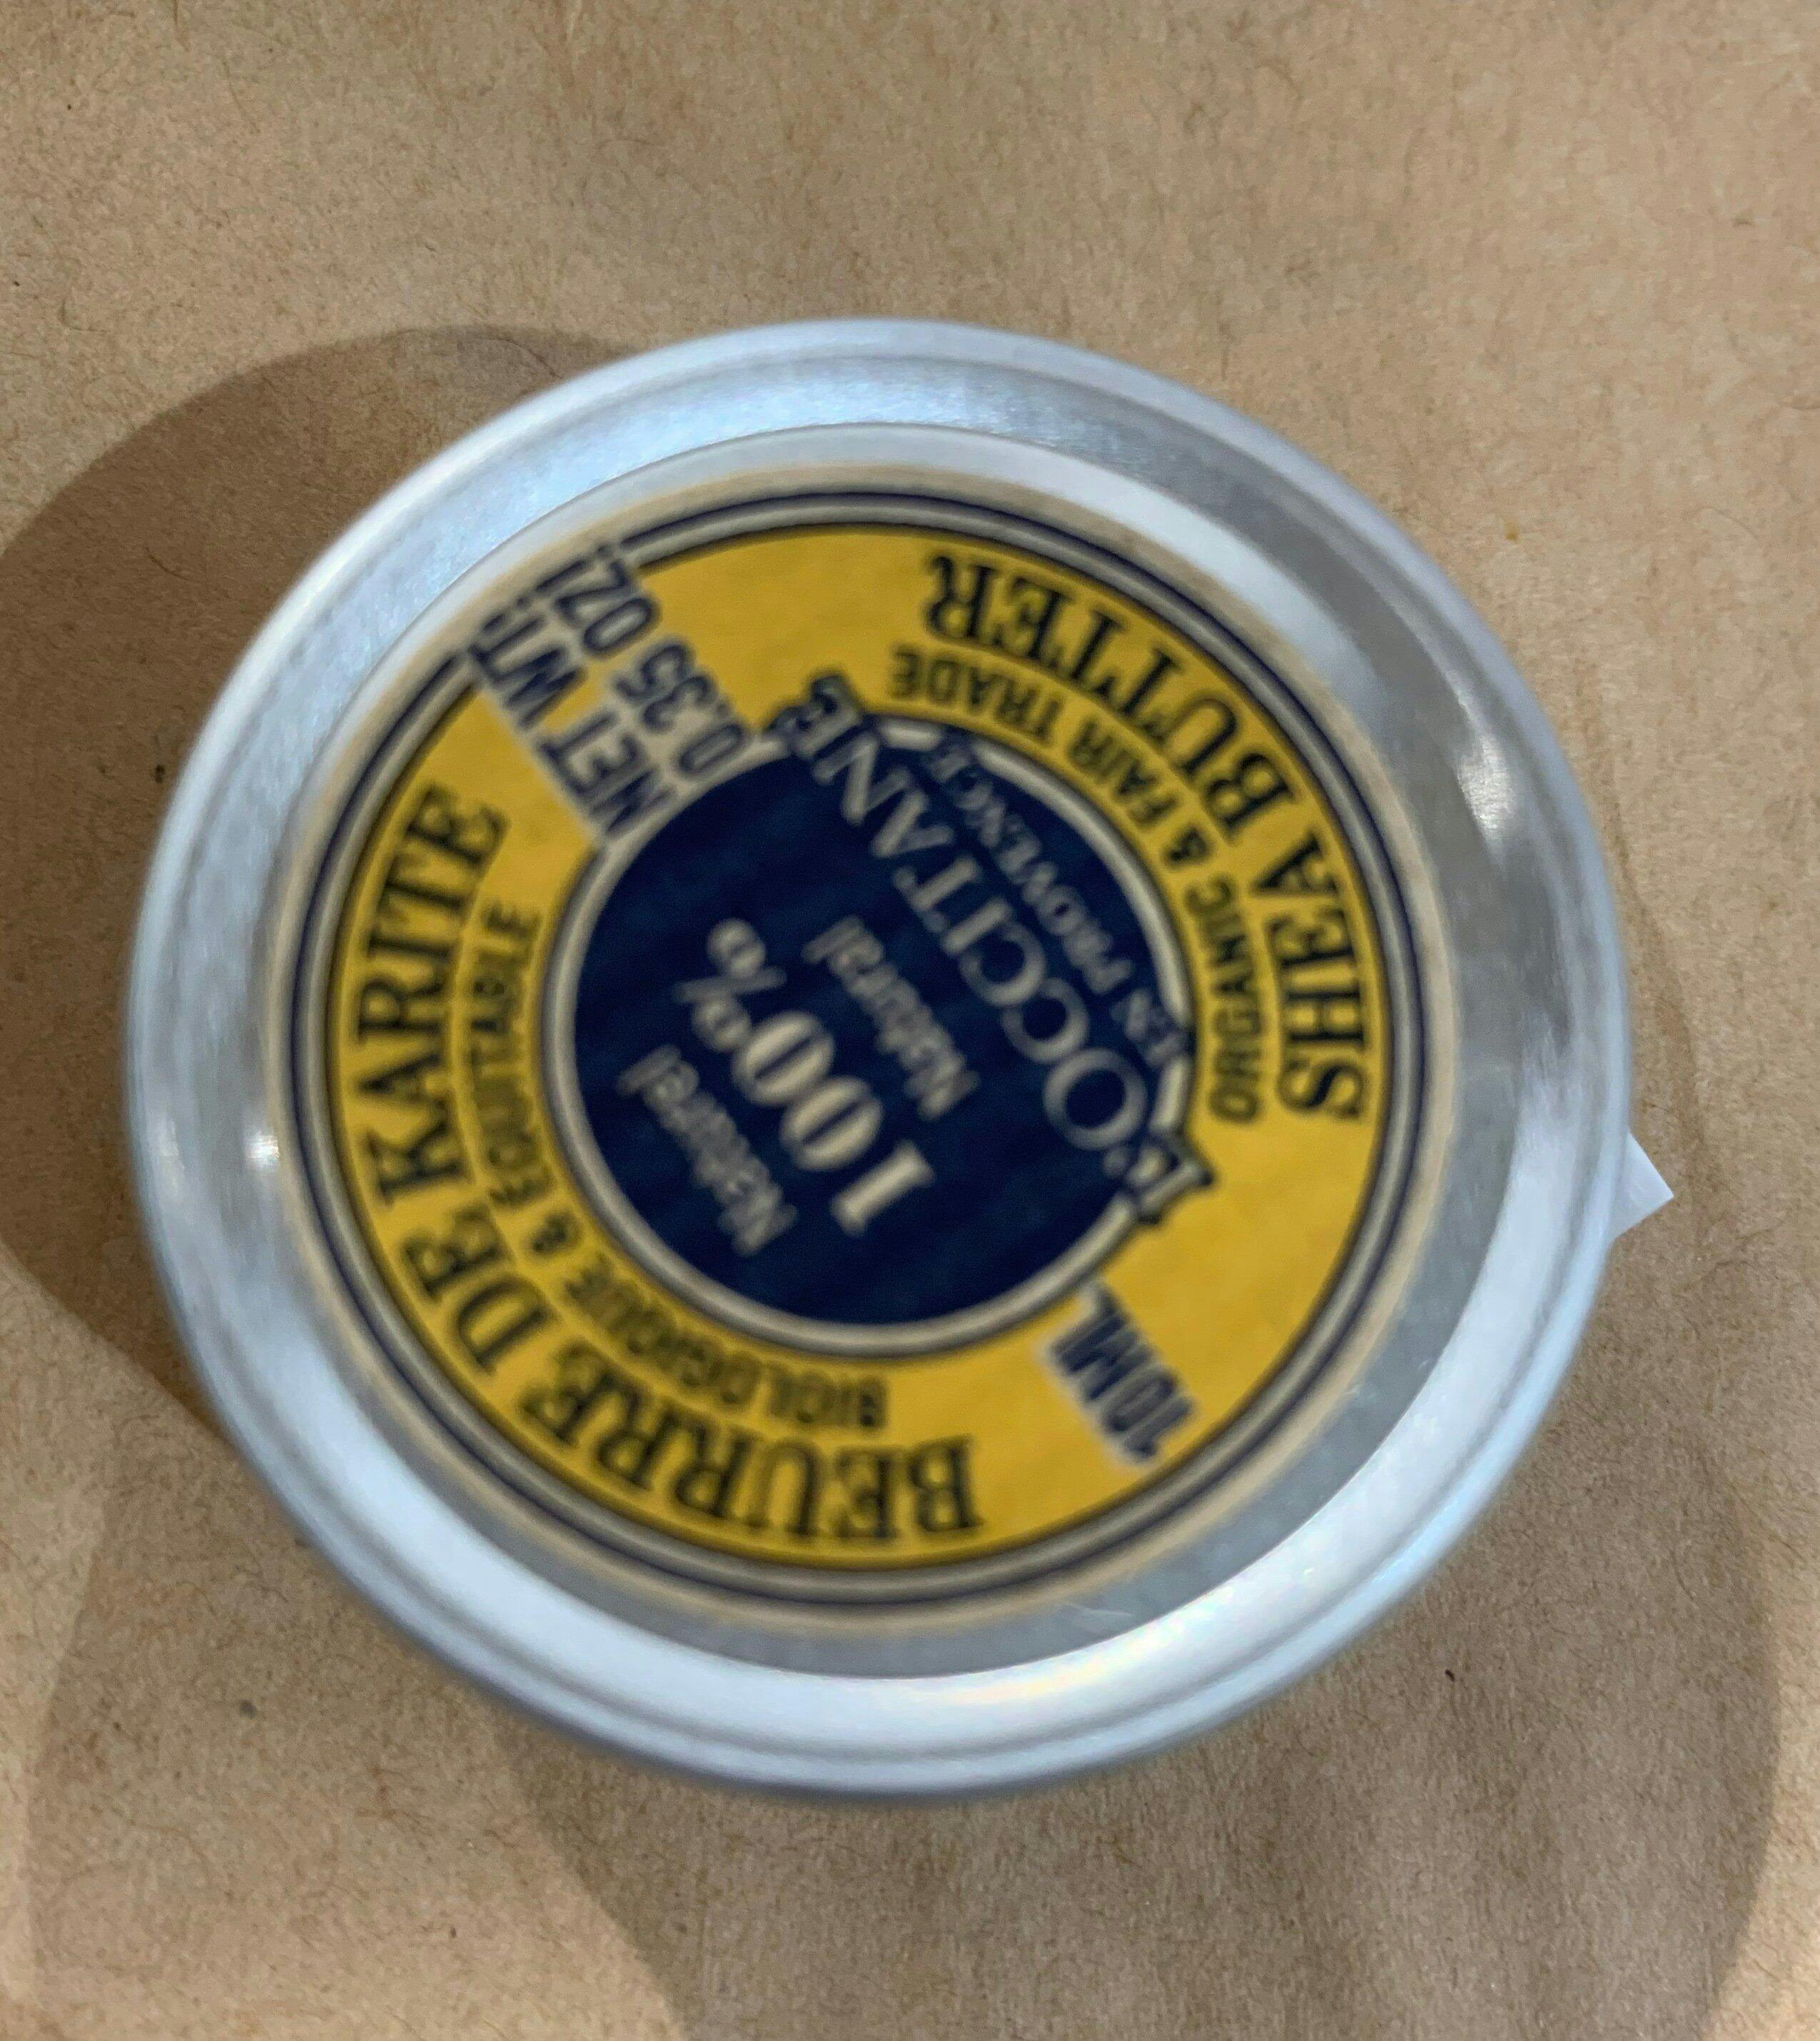 SHEA BUTTER
ORGANIC & FAIR TRADE
L'OCCITANE
EN PROVENCE
Natural
100%
Natural
10ML
NET WT.
0.35 OZ.
BIOLOGIQUE & ÉQUITABLE
BEURRE DE KARITE